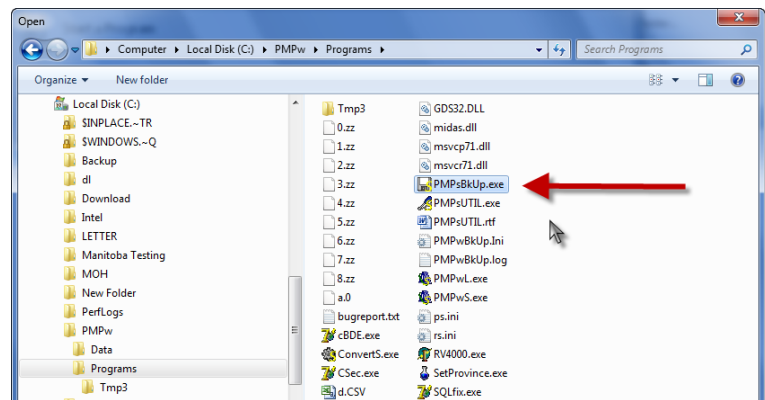 Open
Computer ▸ Local Disk (C:) ▸ PMPw ▸ Programs ▸
Search Programs
Organize
New folder
Local Disk (C:)
$INPLACE.~TR
$WINDOWS.~Q
Backup
dl
Download
Intel
LETTER
Manitoba Testing
MOH
New Folder
PerfLogs
PMPw
Data
Programs
Tmp3
Tmp3
0.zz
1.zz
2.zz
3.zz
4.zz
5.zz
6.zz
7.zz
8.zz
a.0
bugreport.txt
cBDE.exe
ConvertS.exe
CSec.exe
d.CSV
GDS32.DLL
midas.dll
msvcp71.dll
msvcr71.dll
PMPsBkUp.exe
PMPsUTIL.exe
PMPsUTIL.rtf
PMPwBkUp.Ini
PMPwBkUp.log
PMPwL.exe
PMPwS.exe
ps.ini
rs.ini
RV4000.exe
SetProvince.exe
SQLfix.exe